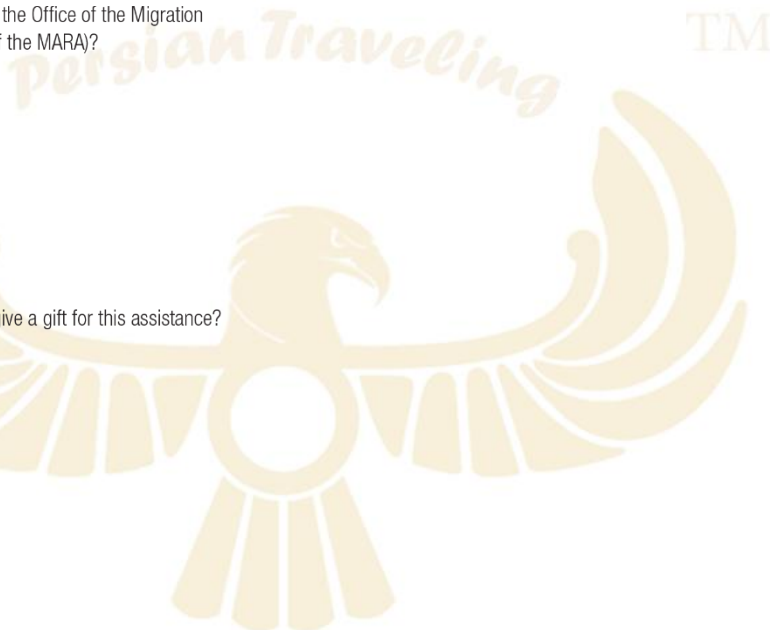 the Office of the Migration
the MARA)?
Persian Traveling
TM
ive a gift for this assistance?